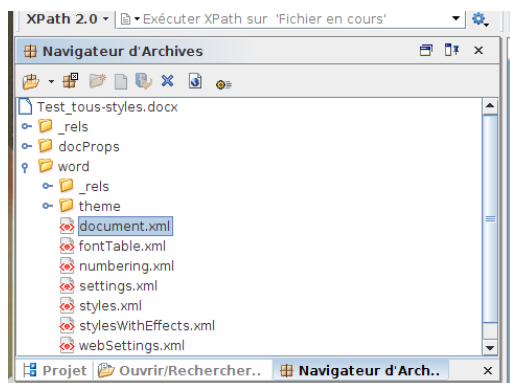 XPath 2.0 Exécuter XPath sur 'Fichier en cours'
Navigateur d'Archives
Test_tous-styles.docx
_rels
docProps
word
_rels
theme
document.xml
fontTable.xml
numbering.xml
settings.xml
styles.xml
stylesWithEffects.xml
webSettings.xml
Projet Ouvrir/Rechercher.. Navigateur d'Arch..